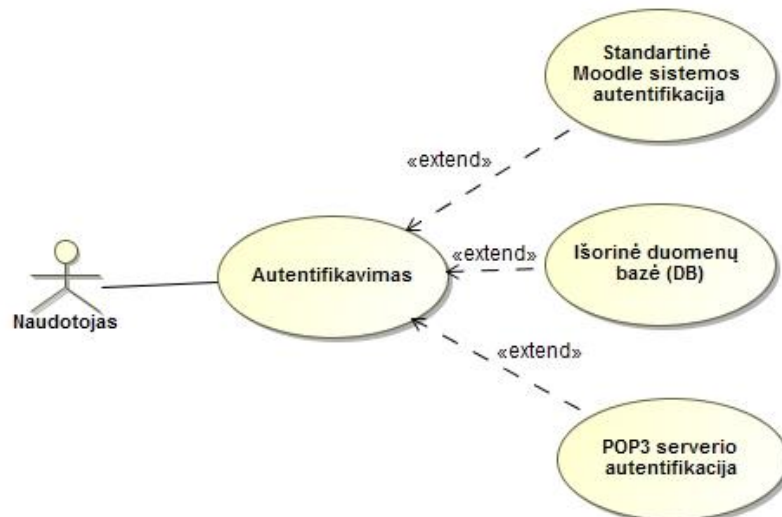 Standartinė
Moodle sistemos
autentifikacija
«extend»
Išorinė duomenų
bazė (DB)
«extend»
Autentifikavimas
Naudotojas
«extend»
POP3 serverio
autentifikacija